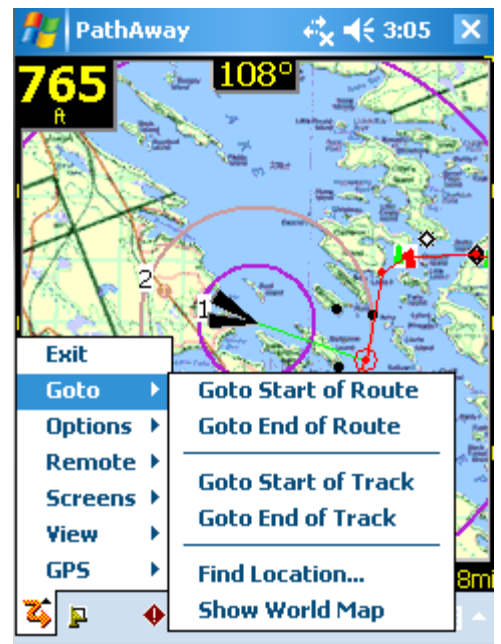 PathAway 3:05
765
ft
108°
2
1
Exit
Goto
Options
Remote
Screens
View
GPS
Goto Start of Route
Goto End of Route
Goto Start of Track
Goto End of Track
Find Location...
Show World Map
8mi